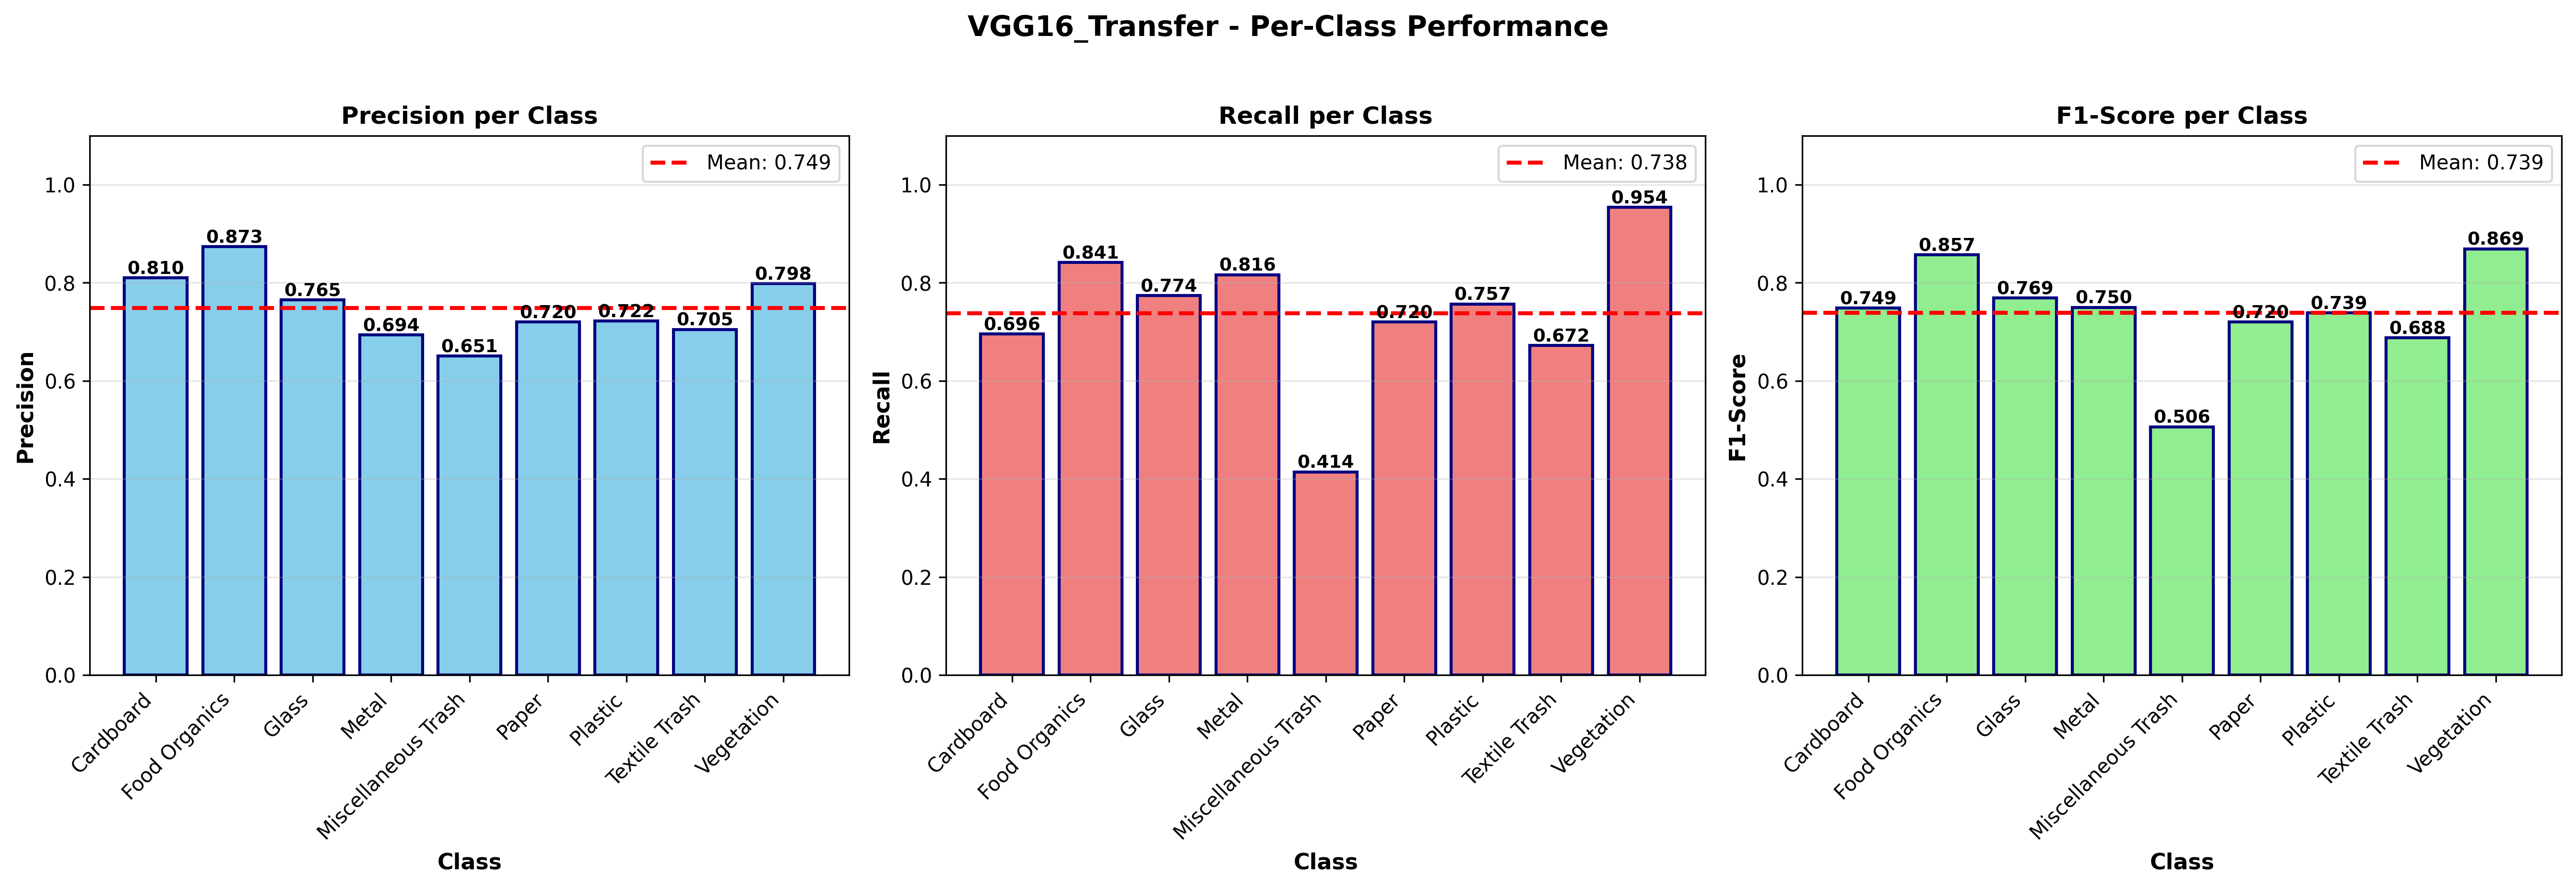 VGG16_Transfer - Per-Class Performance
Precision per Class
Mean: 0.749
Precision
1.0
0.8
0.6
0.4
0.2
0.0
0.810
0.873
0.765
0.694
0.651
0.720
0.722
0.705
0.798
Cardboard
Food Organics
Glass
Metal
Miscellaneous Trash
Paper
Plastic
Textile Trash
Vegetation
Class
Recall per Class
Mean: 0.738
Recall
1.0
0.8
0.6
0.4
0.2
0.0
0.696
0.841
0.774
0.816
0.414
0.720
0.757
0.672
0.954
Cardboard
Food Organics
Glass
Metal
Miscellaneous Trash
Paper
Plastic
Textile Trash
Vegetation
Class
F1-Score per Class
Mean: 0.739
F1-Score
1.0
0.8
0.6
0.4
0.2
0.0
0.749
0.857
0.769
0.750
0.506
0.720
0.739
0.688
0.869
Cardboard
Food Organics
Glass
Metal
Miscellaneous Trash
Paper
Plastic
Textile Trash
Vegetation
Class